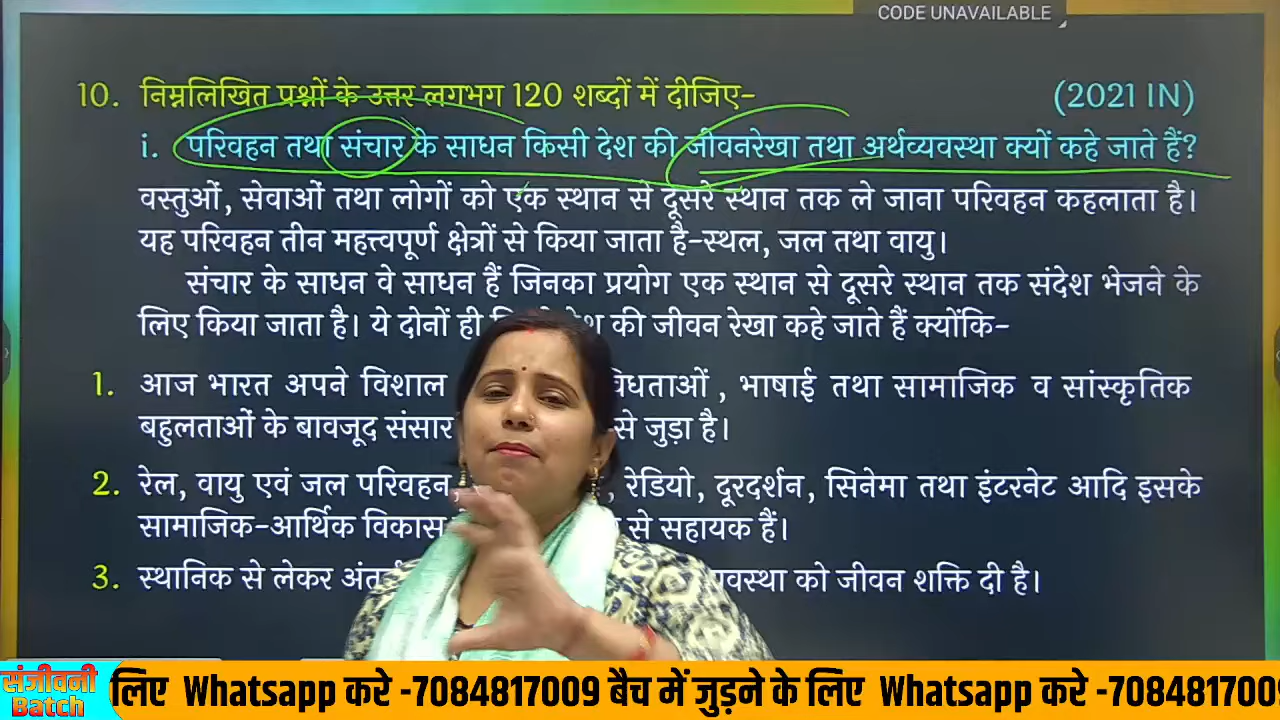 CODE UNAVAILABLE
10. निम्नलिखित प्रश्नों के उत्तर लगभग 120 शब्दों में दीजिए- (2021 IN)
i. परिवहन तथा संचार के साधन किसी देश की जीवनरेखा तथा अर्थव्यवस्था क्यों कहे जाते हैं?
वस्तुओं, सेवाओं तथा लोगों को एक स्थान से दूसरे स्थान तक ले जाना परिवहन कहलाता है।
यह परिवहन तीन महत्त्वपूर्ण क्षेत्रों से किया जाता है-स्थल, जल तथा वायु।
संचार के साधन वे साधन हैं जिनका प्रयोग एक स्थान से दूसरे स्थान तक संदेश भेजने के
लिए किया जाता है। ये दोनों ही की जीवन रेखा कहे जाते हैं क्योंकि-
1. आज भारत अपने विशाल , भाषाई तथा सामाजिक व सांस्कृतिक
बहुलताओं के बावजूद संसार से जुड़ा है।
2. रेल, वायु एवं जल परिवहन, रेडियो, दूरदर्शन, सिनेमा तथा इंटरनेट आदि इसके
सामाजिक-आर्थिक विकास से सहायक हैं।
3. स्थानिक से लेकर को जीवन शक्ति दी है।
संजीवनी लिए Whatsapp करे -7084817009 बैच में जुड़ने के लिए Whatsapp करे -708481700
Batch